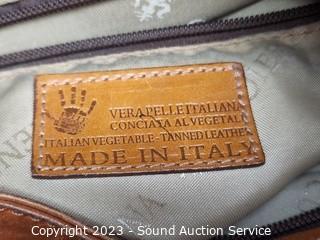 VERA PELLE ITALIANA
CONCIATA AL VEGETALE
ITALIAN VEGETABLE - TANNED LEATHER
MADE IN ITALY
Copyright 2023 - Sound Auction Service